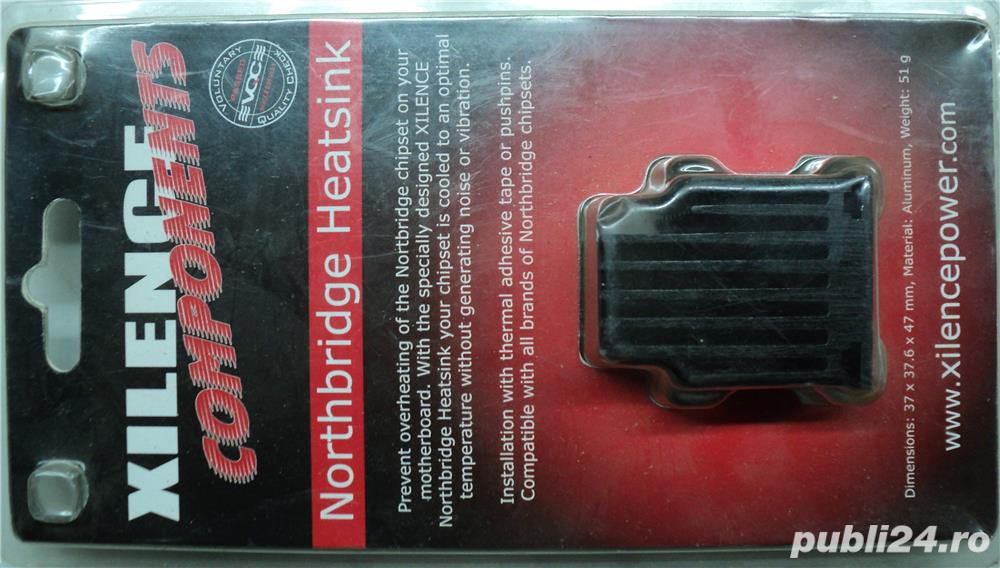 XILENCE
COMPONENTS
VOLUNTARY
VQC
QUALITY CHECK
Northbridge Heatsink
Prevent overheating of the Nortbridge chipset on your
motherboard. With the specially designed XILENCE
Northbridge Heatsink your chipset is cooled to an optimal
temperature without generating noise or vibration.
Installation with thermal adhesive tape or pushpins.
Compatible with all brands of Northbridge chipsets.
Dimensions: 37 x 37.6 x 47 mm, Material: Aluminum, Weight: 51 g
www.xilencepower.com
publi24.ro